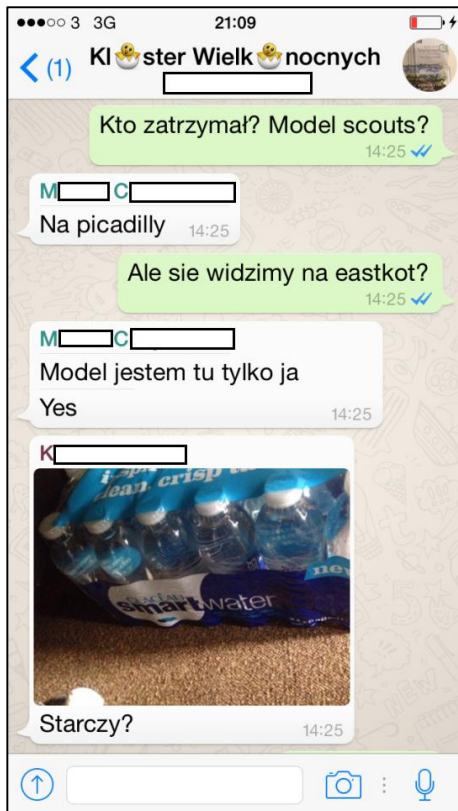 3 3G 21:09
(1) Kl🐣ster Wielk🐣nocnych
Kto zatrzymał? Model scouts?
14:25
M C
Na picadilly 14:25
Ale sie widzimy na eastkot?
14:25
M C
Model jestem tu tylko ja
Yes 14:25
K
clean. crisp
new
GLACÉAU
smartwater
Starczy? 14:25